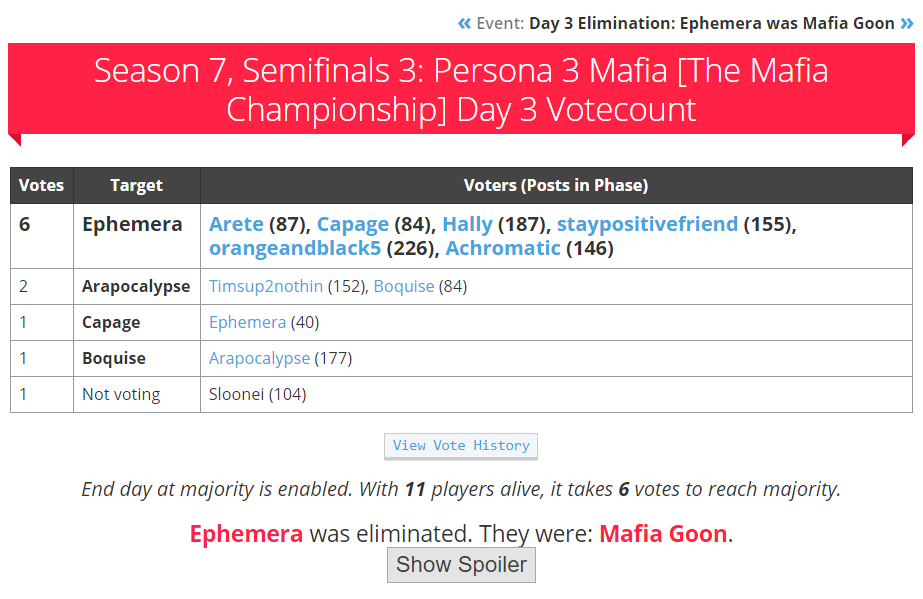 « Event: Day 3 Elimination: Ephemera was Mafia Goon »
Season 7, Semifinals 3: Persona 3 Mafia [The Mafia
Championship] Day 3 Votecount
Votes Target Voters (Posts in Phase)
6 Ephemera Arete (87), Capage (84), Hally (187), staypositivefriend (155),
orangeandblack5 (226), Achromatic (146)
2 Arapocalypse Timsup2nothin (152), Boquise (84)
1 Capage Ephemera (40)
1 Boquise Arapocalypse (177)
1 Not voting Sloonei (104)
View Vote History
End day at majority is enabled. With 11 players alive, it takes 6 votes to reach majority.
Ephemera was eliminated. They were: Mafia Goon.
Show Spoiler